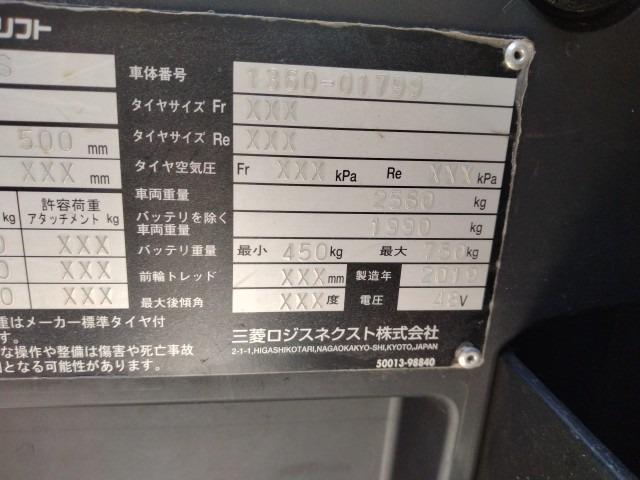 リフト
S
車体番号 1360-01799
タイヤサイズ Fr XXX
500 mm タイヤサイズ Re XXX
XXX mm タイヤ空気圧 Fr XXX kPa Re XXX kPa
車両重量 2560 kg
kg 許容荷重 アタッチメント kg バッテリを除く 車両重量 1990 kg
0 XXX バッテリ重量 最小 450 kg 最大 750 kg
0 XXX 前輪トレッド XXX mm 製造年 2019
0 XXX 最大後傾角 XXX 度 電圧 48 V
重はメーカー標準タイヤ付
す。
な操作や整備は傷害や死亡事故
となる可能性があります。
三菱ロジスネクスト株式会社
2-1-1,HIGASHIKOTARI,NAGAOKAKYO-SHI,KYOTO,JAPAN
50013-98840